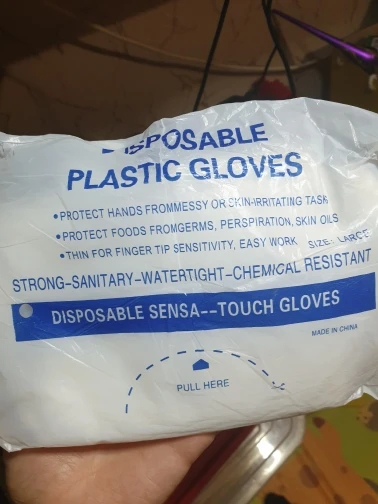 DISPOSABLE
PLASTIC GLOVES
•PROTECT HANDS FROMMESSY OR SKIN-IRRITATING TASK
•PROTECT FOODS FROMGERMS, PERSPIRATION, SKIN OILS
•THIN FOR FINGER TIP SENSITIVITY, EASY WORK SIZE: LARGE
STRONG-SANITARY-WATERTIGHT-CHEMICAL RESISTANT
DISPOSABLE SENSA--TOUCH GLOVES
MADE IN CHINA
PULL HERE